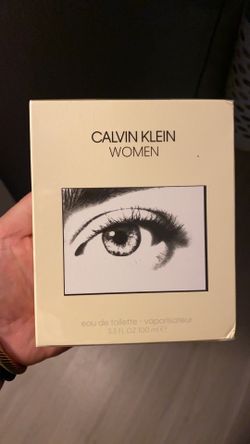 CALVIN KLEIN
WOMEN
eau de toilette - vaporisateur
3.3 FL OZ 100 ml ℮